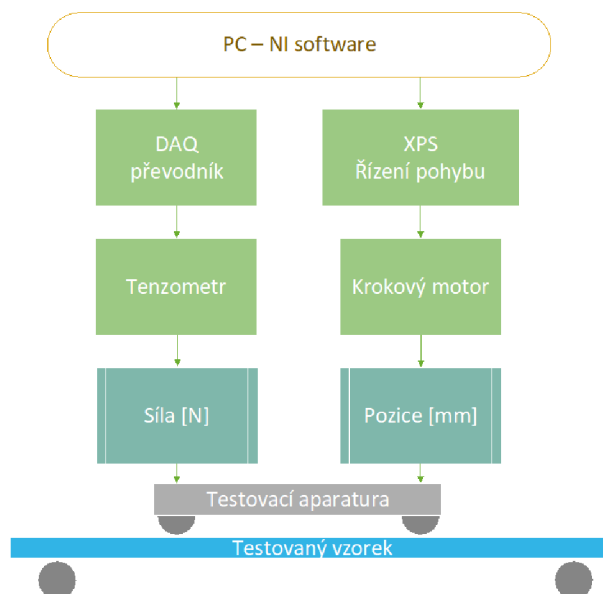 PC – NI software
DAQ
převodník
XPS
Řízení pohybu
Tenzometr
Krokový motor
Síla [N]
Pozice [mm]
Testovací aparatura
Testovaný vzorek